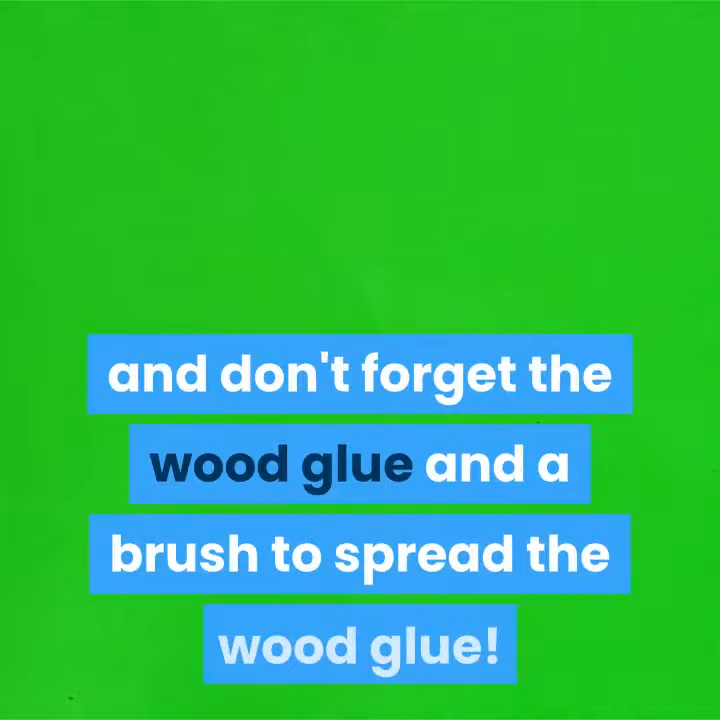 and don't forget the
wood glue and a
brush to spread the
wood glue!